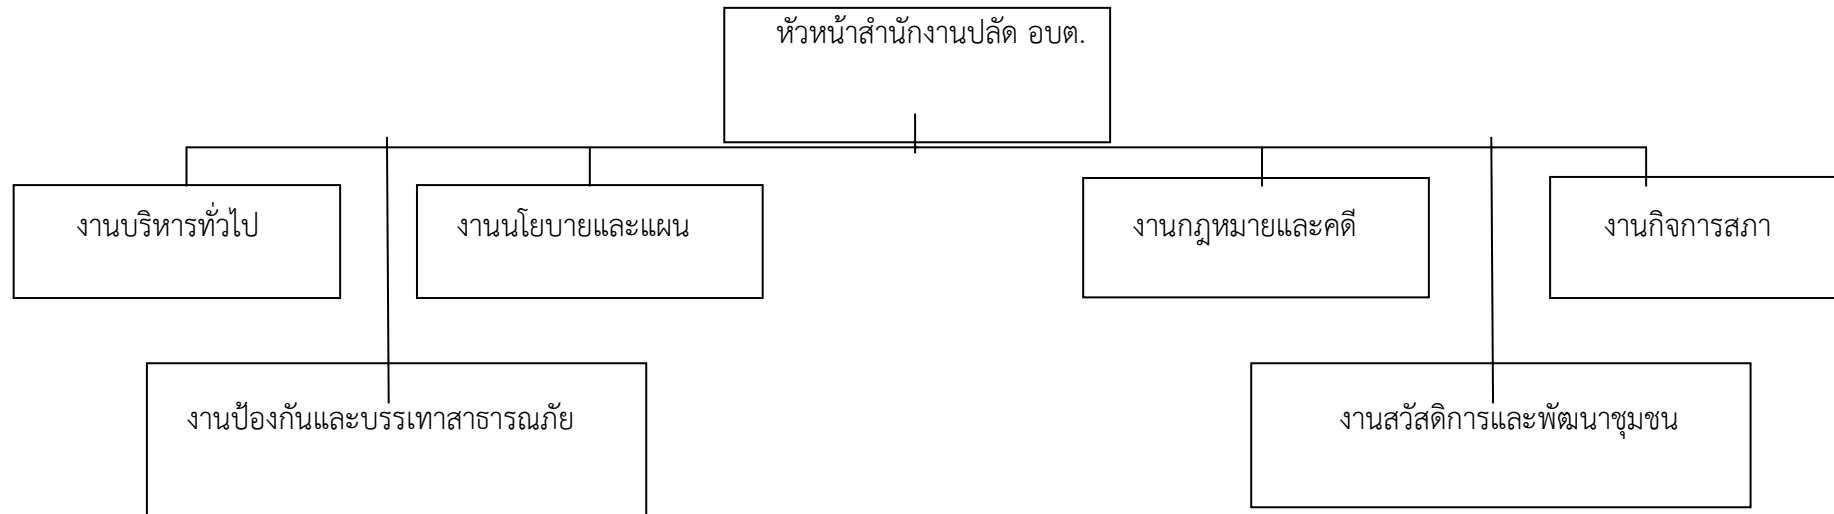 หัวหน้าสำนักงานปลัด อบต.
งานบริหารทั่วไป
งานนโยบายและแผน
งานกฎหมายและคดี
งานกิจการสภา
งานป้องกันและบรรเทาสาธารณภัย
งานสวัสดิการและพัฒนาชุมชน